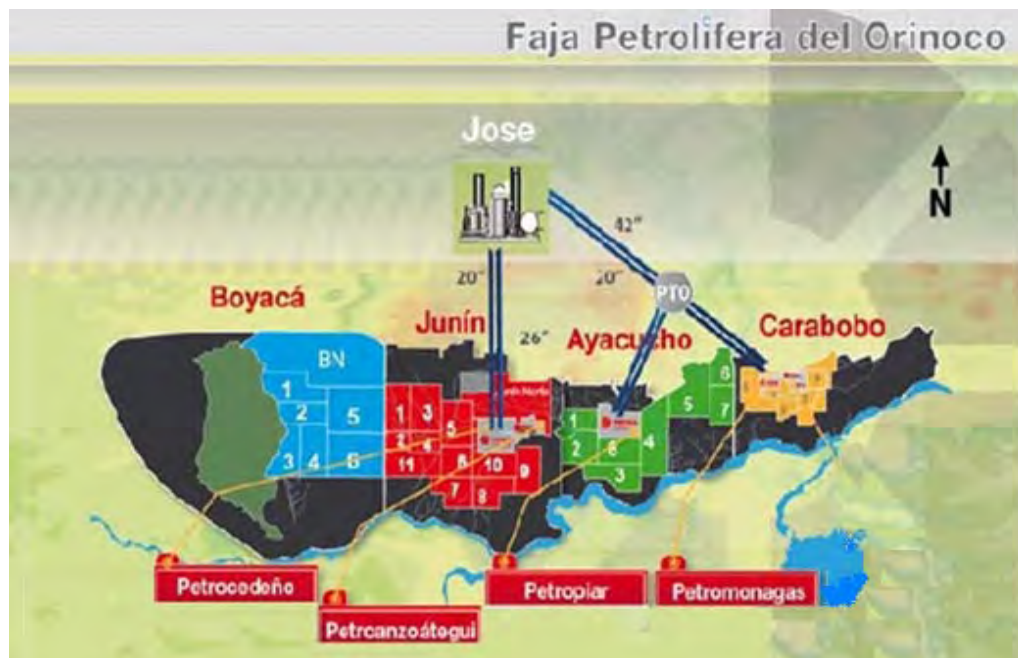 Faja Petrolífera del Orinoco
Jose
N
42"
20"
20"
PTO
Boyacá
Junín
26"
Ayacucho
Carabobo
BN
1
2
5
3
4
6
1
3
5
2
4
11
6
10
9
7
8
1
2
6
4
3
5
6
7
Petrocedeño
Petroanzoátegui
Petropiar
Petromonagas